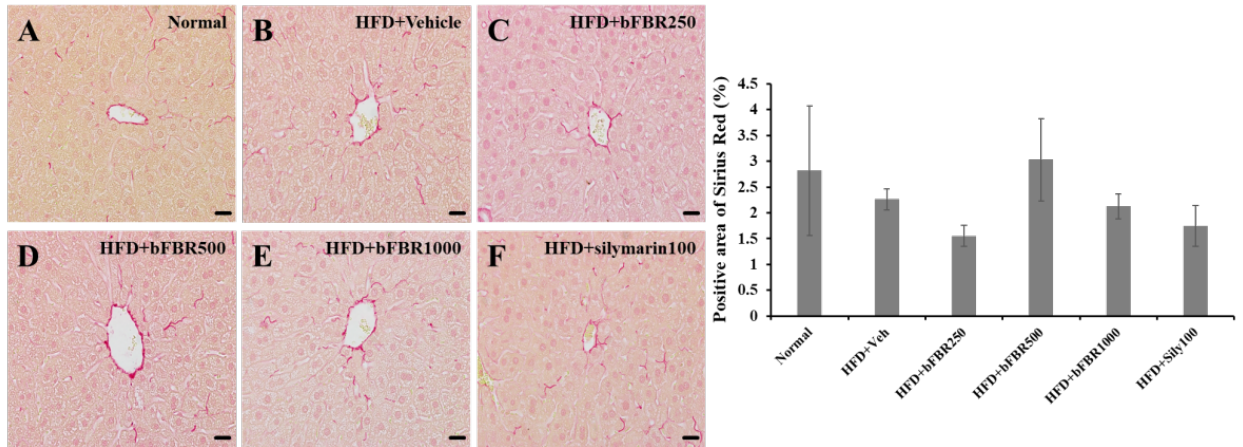 A Normal
B HFD+Vehicle
C HFD+bFBR250
D HFD+bFBR500
E HFD+bFBR1000
F HFD+silymarin100
Positive area of Sirius Red (%)
4.5
4
3.5
3
2.5
2
1.5
1
0.5
0
Normal
HFD+Veh
HFD+bFBR250
HFD+bFBR500
HFD+bFBR1000
HFD+Sily100